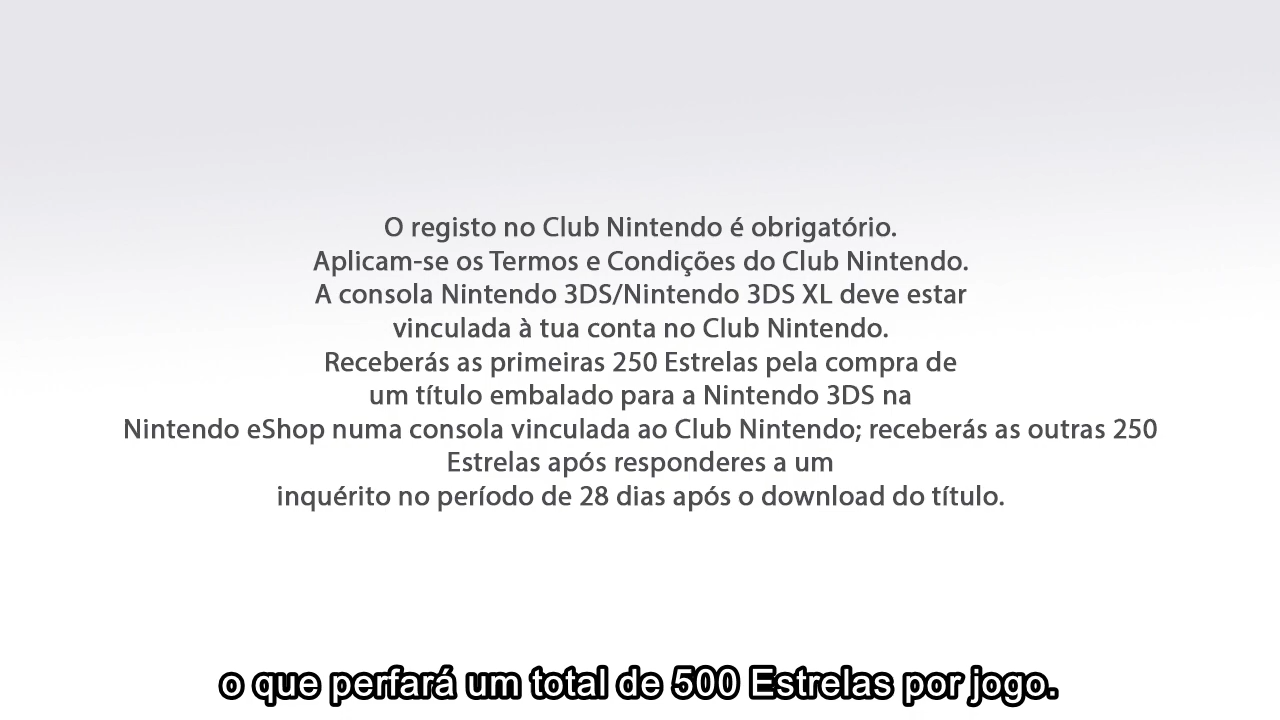 O registo no Club Nintendo é obrigatório.
Aplicam-se os Termos e Condições do Club Nintendo.
A consola Nintendo 3DS/Nintendo 3DS XL deve estar
vinculada à tua conta no Club Nintendo.
Receberás as primeiras 250 Estrelas pela compra de
um título embalado para a Nintendo 3DS na
Nintendo eShop numa consola vinculada ao Club Nintendo; receberás as outras 250
Estrelas após responderes a um
inquérito no período de 28 dias após o download do título.
o que perfará um total de 500 Estrelas por jogo.